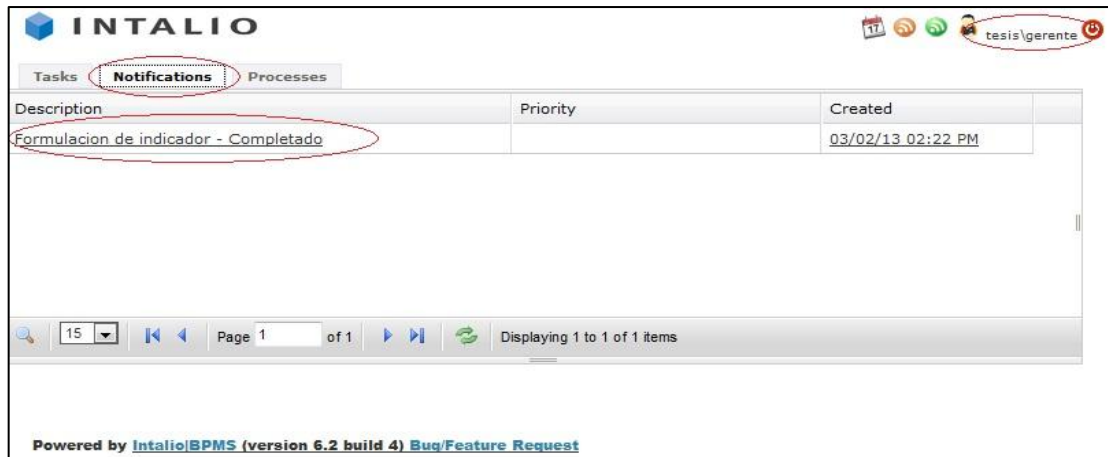 INTALIO
17
tesis\gerente
Tasks Notifications Processes
Description Priority Created
Formulacion de indicador - Completado 03/02/13 02:22 PM
15 Page 1 of 1 Displaying 1 to 1 of 1 items
Powered by Intalio|BPMS (version 6.2 build 4) Bug/Feature Request